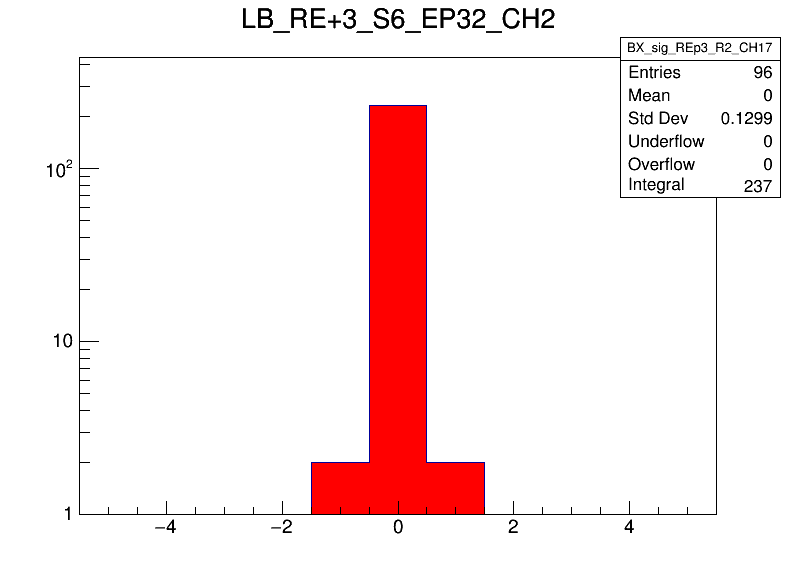 LB_RE+3_S6_EP32_CH2
BX_sig_REp3_R2_CH17
Entries 96
Mean 0
Std Dev 0.1299
Underflow 0
Overflow 0
Integral 237
10²
10
1
−4 −2 0 2 4